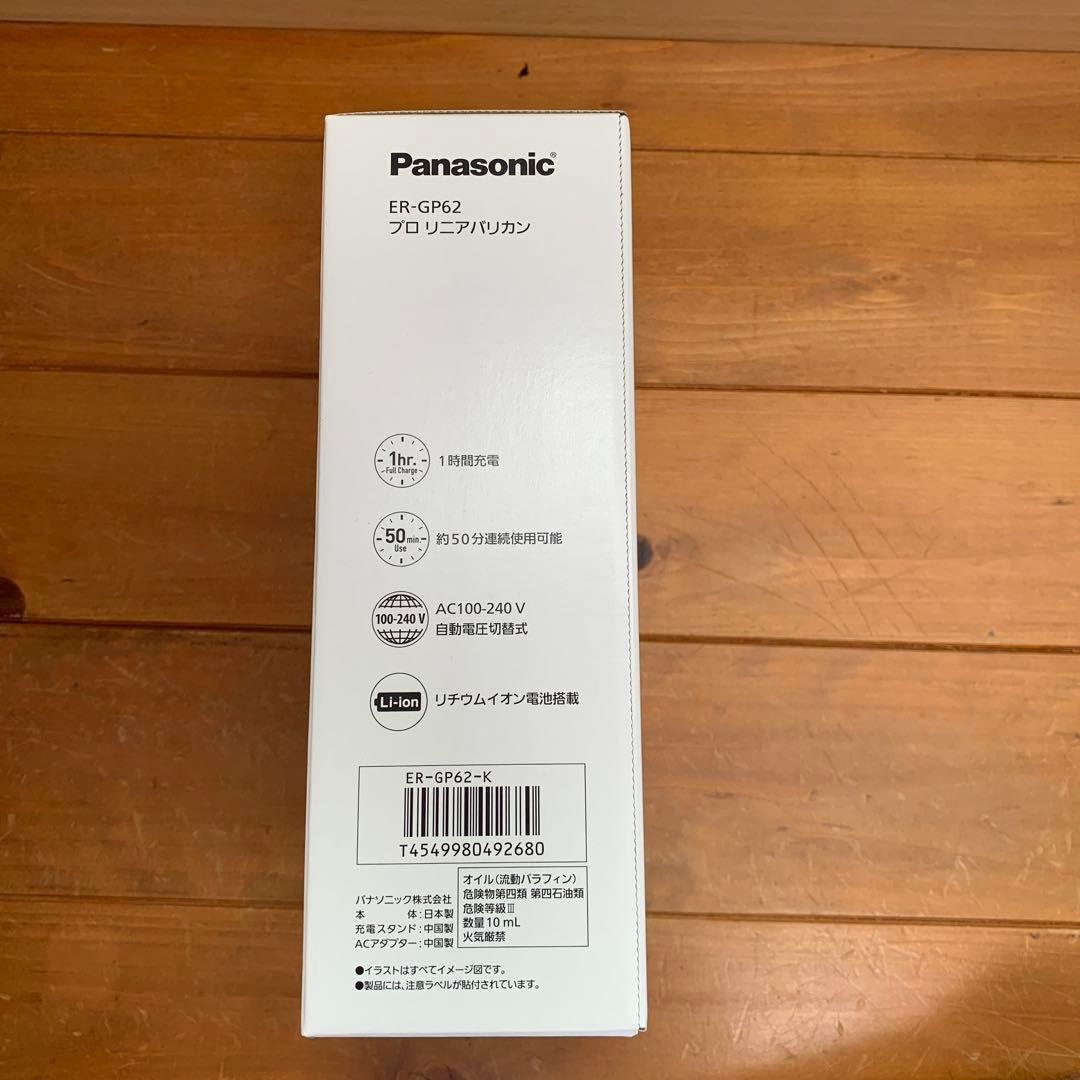 Panasonic®
ER-GP62
プロ リニアバリカン
1hr.
Full Charge
1時間充電
50 min.
Use
約50分連続使用可能
100-240 V
AC100-240 V
自動電圧切替式
Li-ion
リチウムイオン電池搭載
ER-GP62-K
T4549980492680
パナソニック株式会社
本 体:日本製
充電スタンド:中国製
ACアダプター:中国製
オイル(流動パラフィン)
危険物第四類 第四石油類
危険等級Ⅲ
数量10 mL
火気厳禁
●イラストはすべてイメージ図です。
●製品には、注意ラベルが貼付されています。